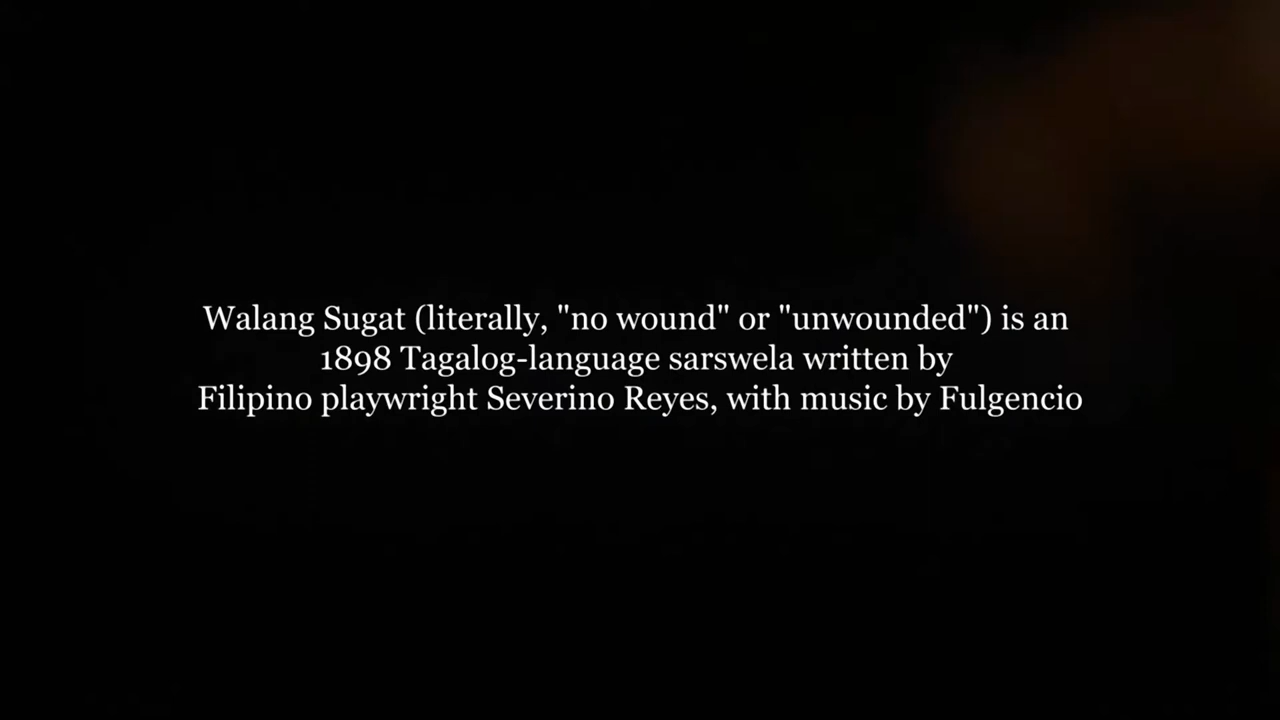 Walang Sugat (literally, "no wound" or "unwounded") is an
1898 Tagalog-language sarswela written by
Filipino playwright Severino Reyes, with music by Fulgencio